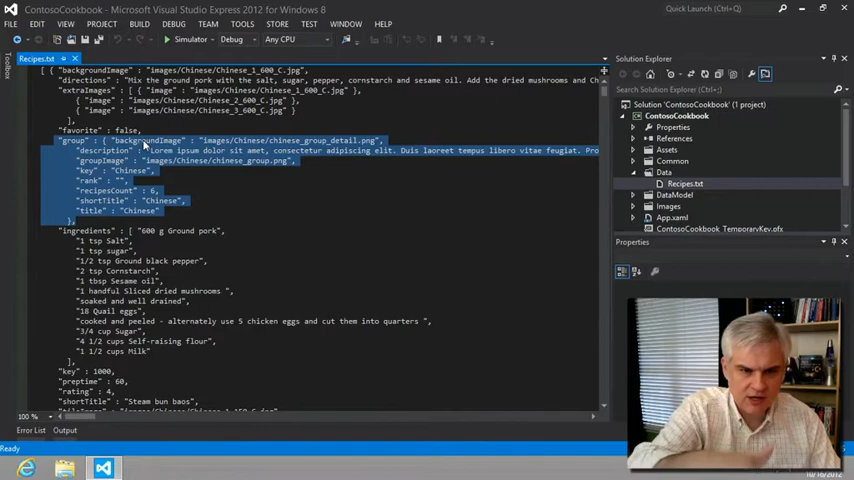 ContosoCookbook - Microsoft Visual Studio Express 2012 for Windows 8
Quick Launch (Ctrl+Q)
FILE EDIT VIEW PROJECT BUILD DEBUG TEAM TOOLS TEST WINDOW HELP
Simulator Debug Any CPU
Toolbox
Recipes.txt
[ { "backgroundImage" : "images/Chinese/Chinese_1_600_C.jpg",
"directions" : "Mix the ground pork with the salt, sugar, pepper, cornstarch and sesame oil. Add the dried mushrooms and Ch
"extraImages" : [ { "image" : "images/Chinese/Chinese_1_600_C.jpg" },
{ "image" : "images/Chinese/Chinese_2_600_C.jpg" },
{ "image" : "images/Chinese/Chinese_3_600_C.jpg" }
],
"favorite" : false,
"group" : { "backgroundImage" : "images/Chinese/chinese_group_detail.png",
"description" : "Lorem ipsum dolor sit amet, consectetur adipiscing elit. Duis laoreet tempus libero vitae feugiat. Pro
"groupImage" : "images/Chinese/chinese_group.png",
"key" : "Chinese",
"rank" : "",
"recipesCount" : 6,
"shortTitle" : "Chinese",
"title" : "Chinese"
},
"ingredients" : [ "600 g Ground pork",
"1 tsp Salt",
"1 tsp sugar",
"1/2 tsp Ground black pepper",
"2 tsp Cornstarch",
"1 tbsp Sesame oil",
"1 handful Sliced dried mushrooms ",
"soaked and well drained",
"18 Quail eggs",
"cooked and peeled - alternately use 5 chicken eggs and cut them into quarters ",
"3/4 cup Sugar",
"4 1/2 cups Self-raising flour",
"1 1/2 cups Milk"
],
"key" : 1000,
"preptime" : 60,
"rating" : 4,
"shortTitle" : "Steam bun baos",
"tileImage" : "images/Chinese/Chinese_1_150_C.jpg",
100 %
Error List Output
Ready
Solution Explorer
Search Solution Explorer (Ctrl+;)
Solution 'ContosoCookbook' (1 project)
ContosoCookbook
Properties
References
Assets
Common
Data
Recipes.txt
DataModel
Images
App.xaml
ContosoCookbook_TemporaryKey.pfx
Properties
10/16/2012